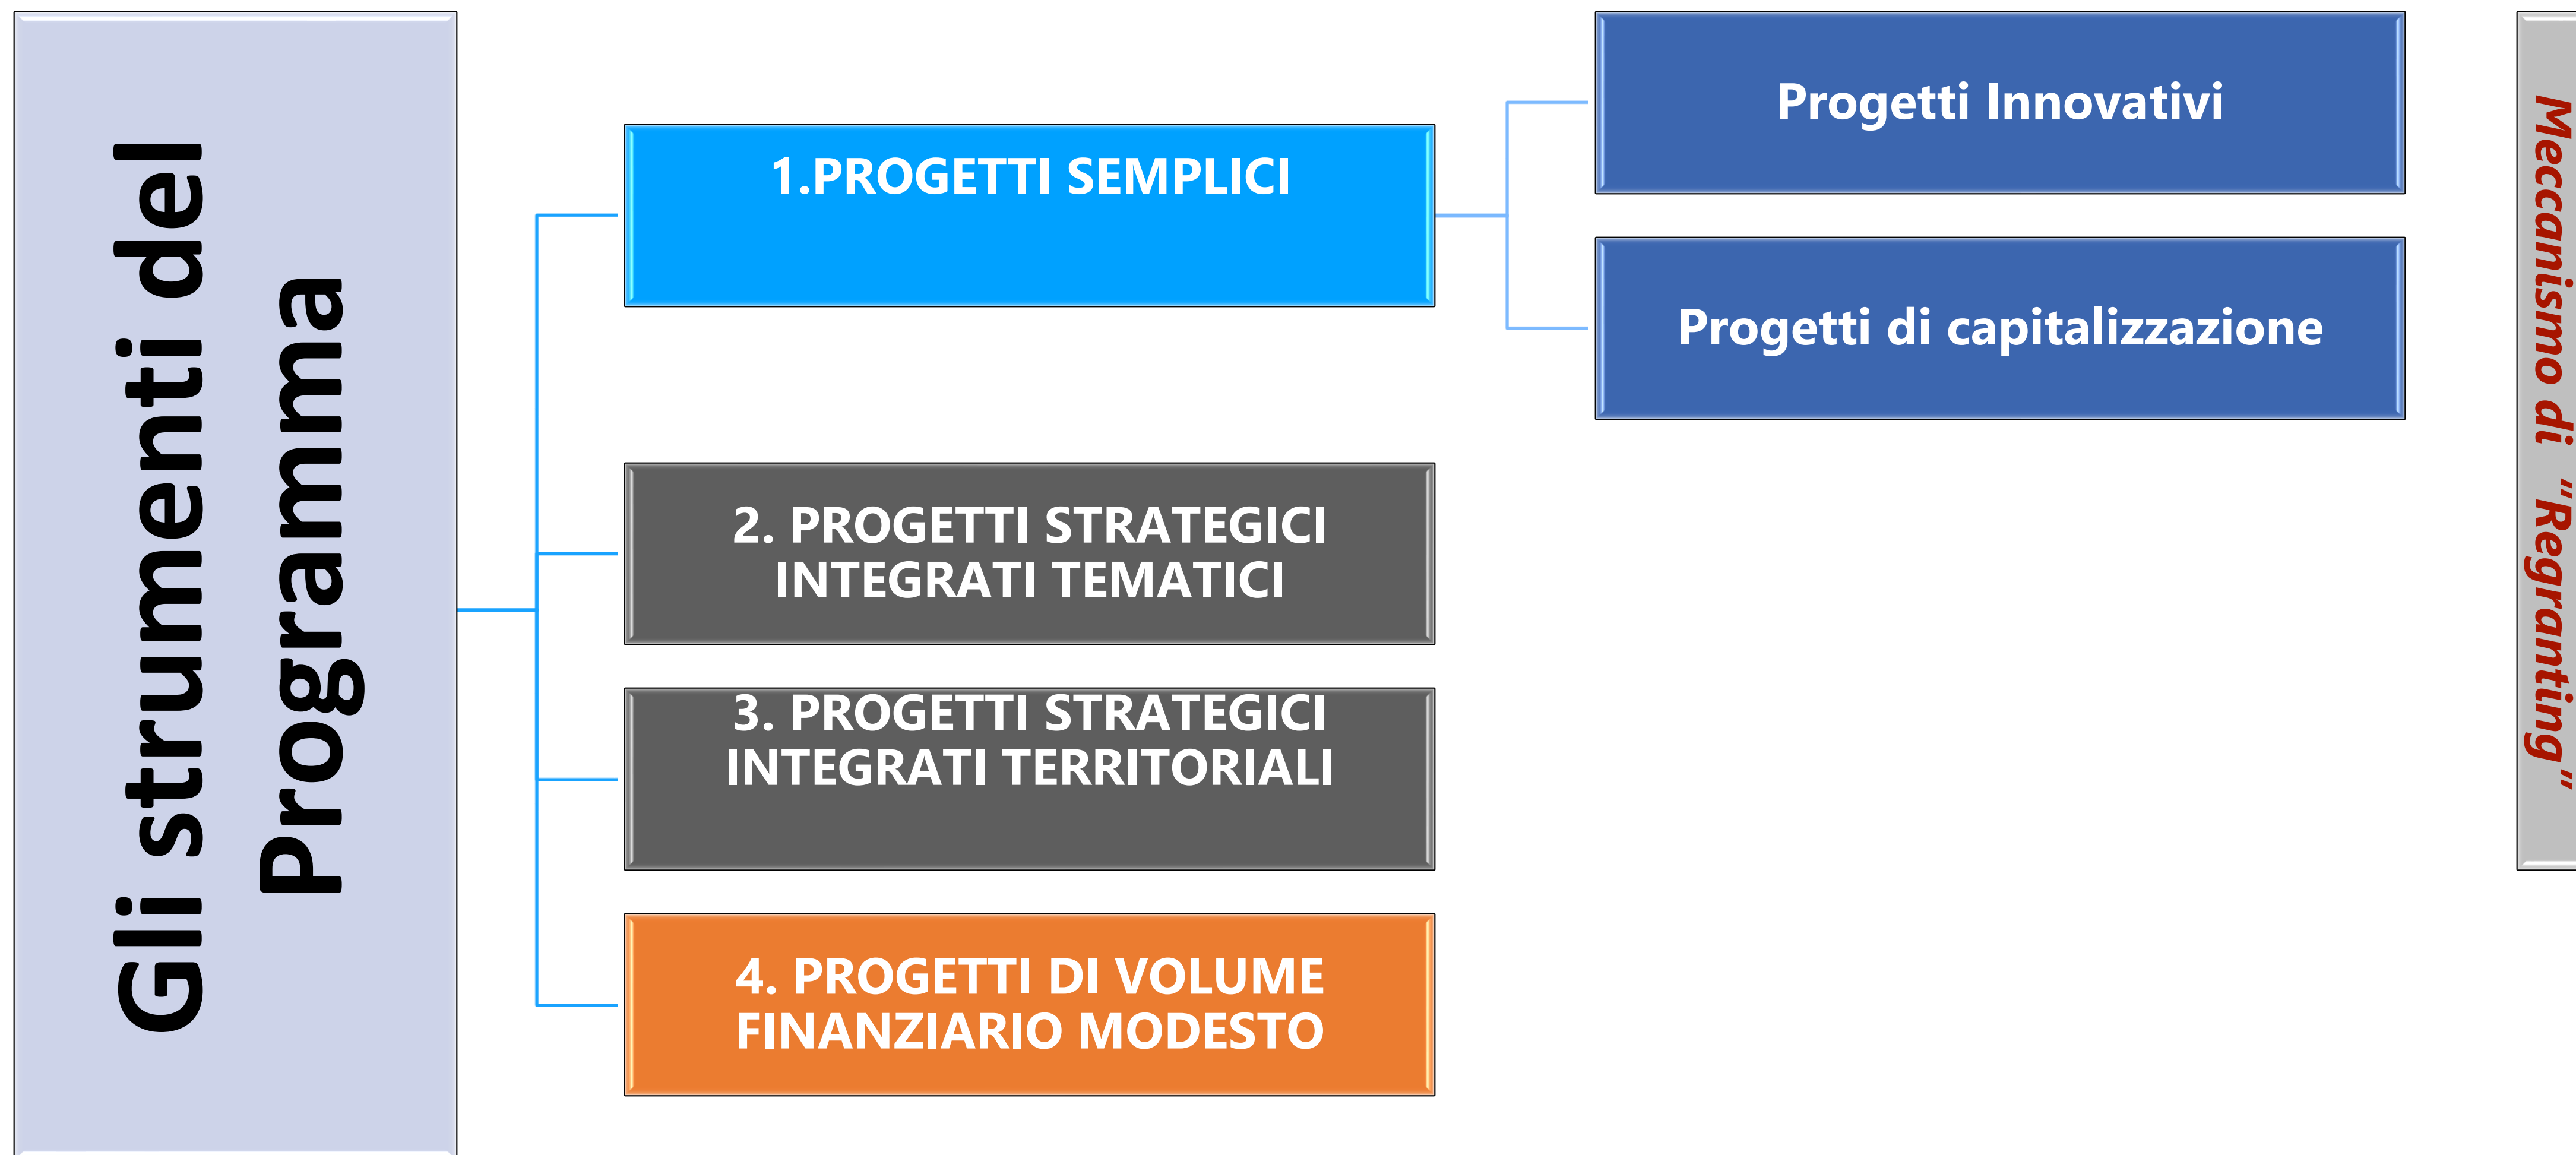 Gli strumenti del
Programma
1.PROGETTI SEMPLICI
Progetti Innovativi
Progetti di capitalizzazione
2. PROGETTI STRATEGICI
INTEGRATI TEMATICI
3. PROGETTI STRATEGICI
INTEGRATI TERRITORIALI
4. PROGETTI DI VOLUME
FINANZIARIO MODESTO
Meccanismo di "Regranting"